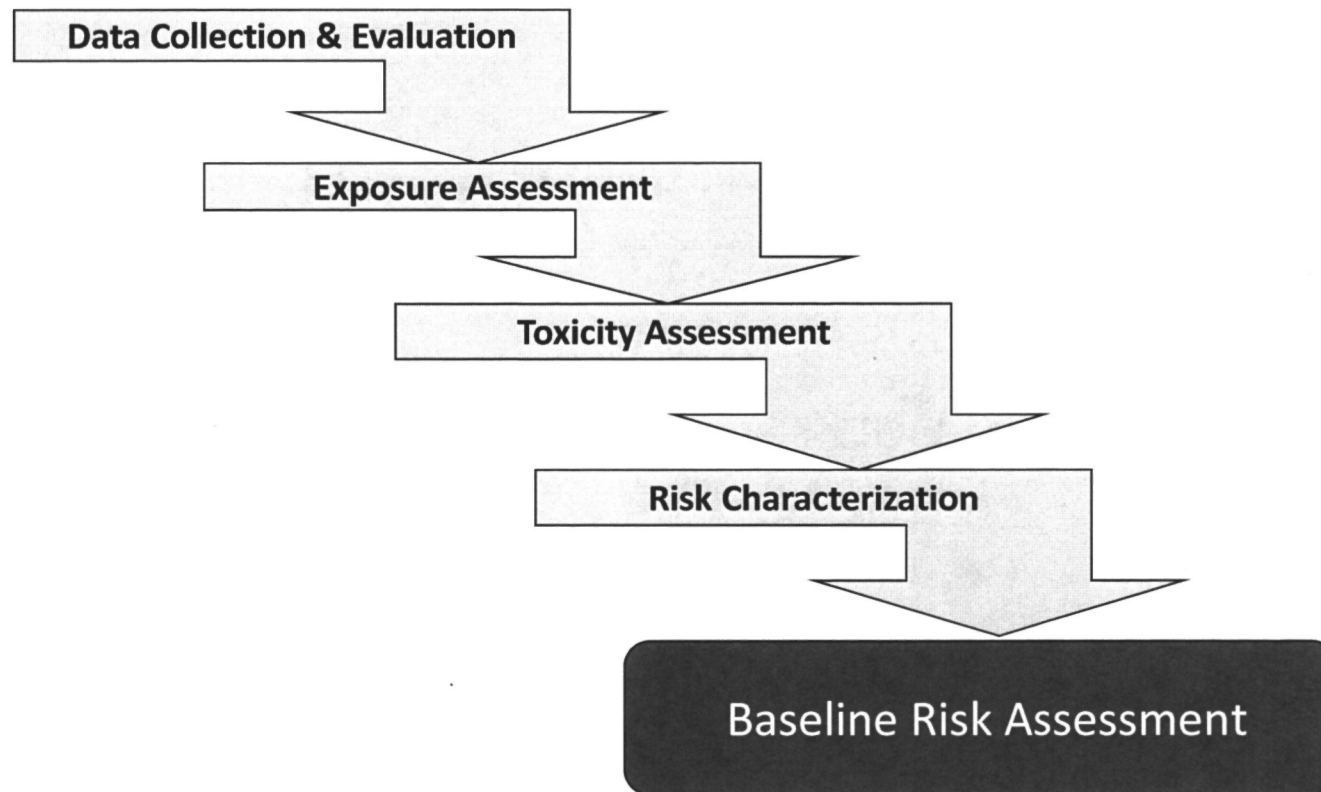 Data Collection & Evaluation
Exposure Assessment
Toxicity Assessment
Risk Characterization
Baseline Risk Assessment